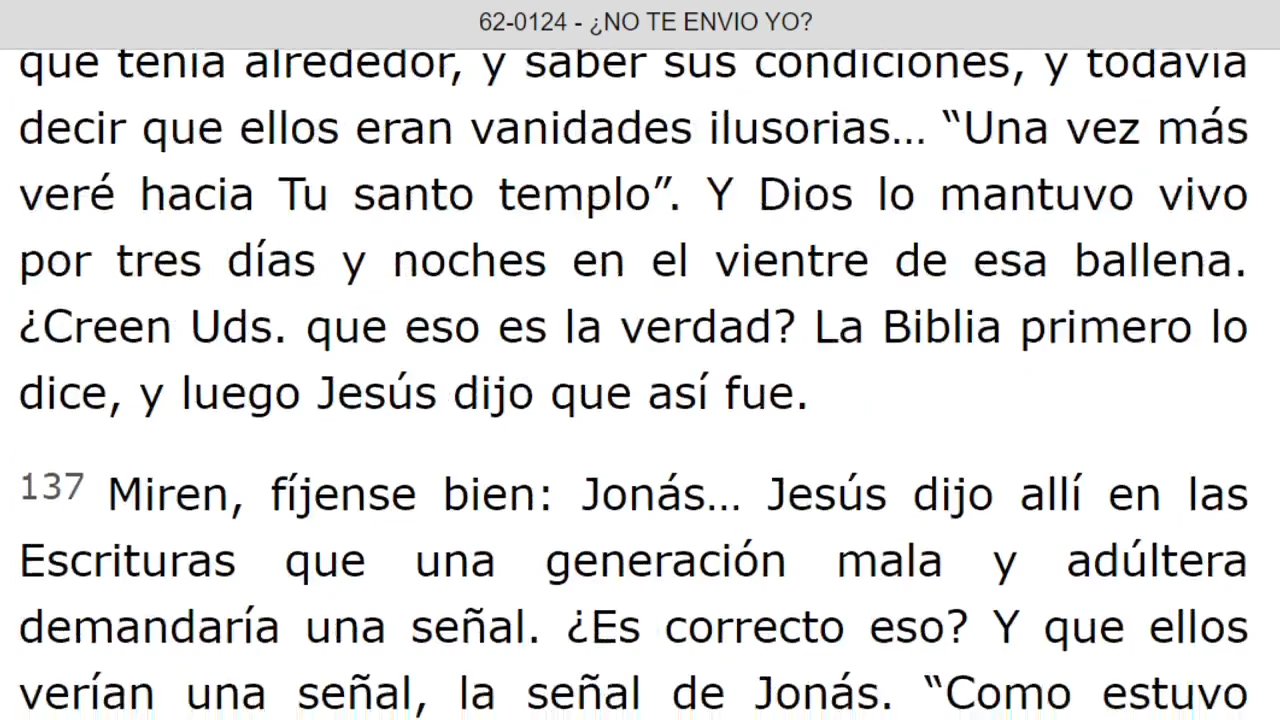 62-0124 - ¿NO TE ENVIO YO?
que tenía alrededor, y saber sus condiciones, y todavía
decir que ellos eran vanidades ilusorias… “Una vez más
veré hacia Tu santo templo”. Y Dios lo mantuvo vivo
por tres días y noches en el vientre de esa ballena.
¿Creen Uds. que eso es la verdad? La Biblia primero lo
dice, y luego Jesús dijo que así fue.
137 Miren, fíjense bien: Jonás… Jesús dijo allí en las
Escrituras que una generación mala y adúltera
demandaría una señal. ¿Es correcto eso? Y que ellos
verían una señal, la señal de Jonás. “Como estuvo